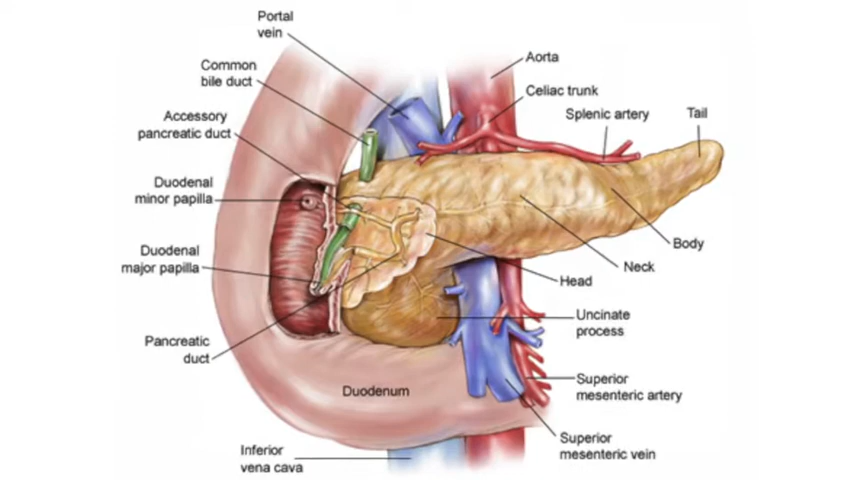 Portal
vein
Common
bile duct
Accessory
pancreatic duct
Duodenal
minor papilla
Duodenal
major papilla
Pancreatic
duct
Inferior
vena cava
Duodenum
Aorta
Celiac trunk
Splenic artery
Tail
Body
Neck
Head
Uncinate
process
Superior
mesenteric artery
Superior
mesenteric vein